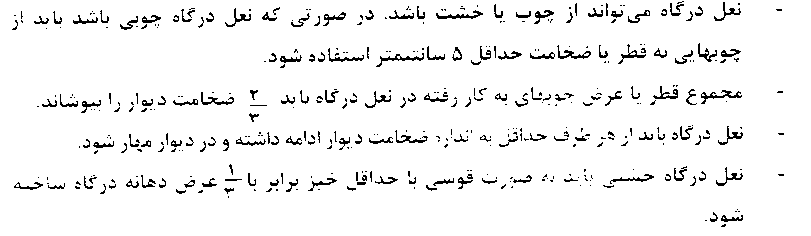 - نعل درگاه می‌تواند از چوب یا خشت باشد. در صورتی که نعل درگاه چوبی باشد باید از
چوبهایی به قطر یا ضخامت حداقل ۵ سانتیمتر استفاده شود.
- مجموع قطر یا عرض چوبهای به کار رفته در نعل درگاه باید ۲/۳ ضخامت دیوار را بپوشاند.
- نعل درگاه باید از هر طرف حداقل به اندازه ضخامت دیوار ادامه داشته و در دیوار مهار شود.
- نعل درگاه خشتی باید به صورت قوسی با حداقل خیز برابر با ۱/۳ عرض دهانه درگاه ساخته
شود.